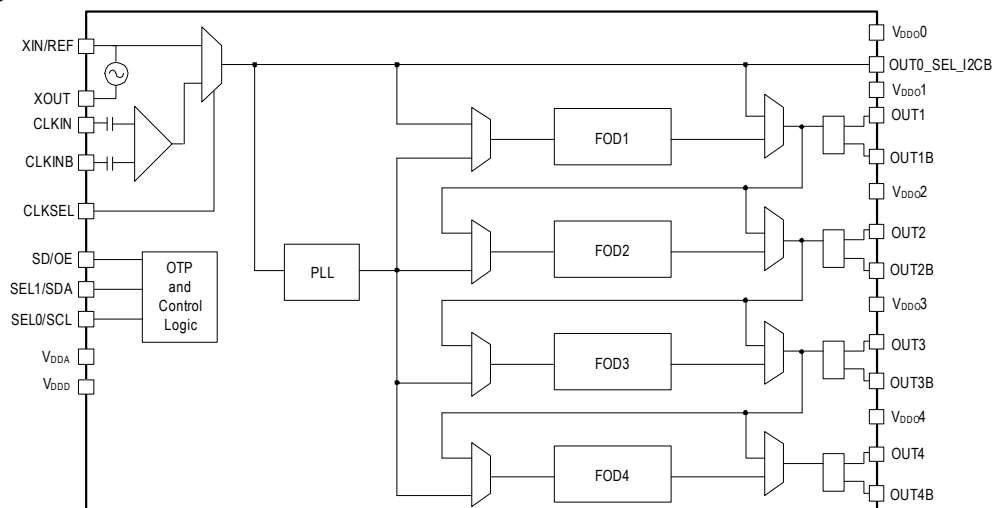 XIN/REF
XOUT
CLKIN
CLKINB
CLKSEL
SD/OE
SEL1/SDA
SEL0/SCL
VDDA
VDDD
OTP
and
Control
Logic
PLL
FOD1
FOD2
FOD3
FOD4
VDDO0
OUT0_SEL_I2CB
VDDO1
OUT1
OUT1B
VDDO2
OUT2
OUT2B
VDDO3
OUT3
OUT3B
VDDO4
OUT4
OUT4B